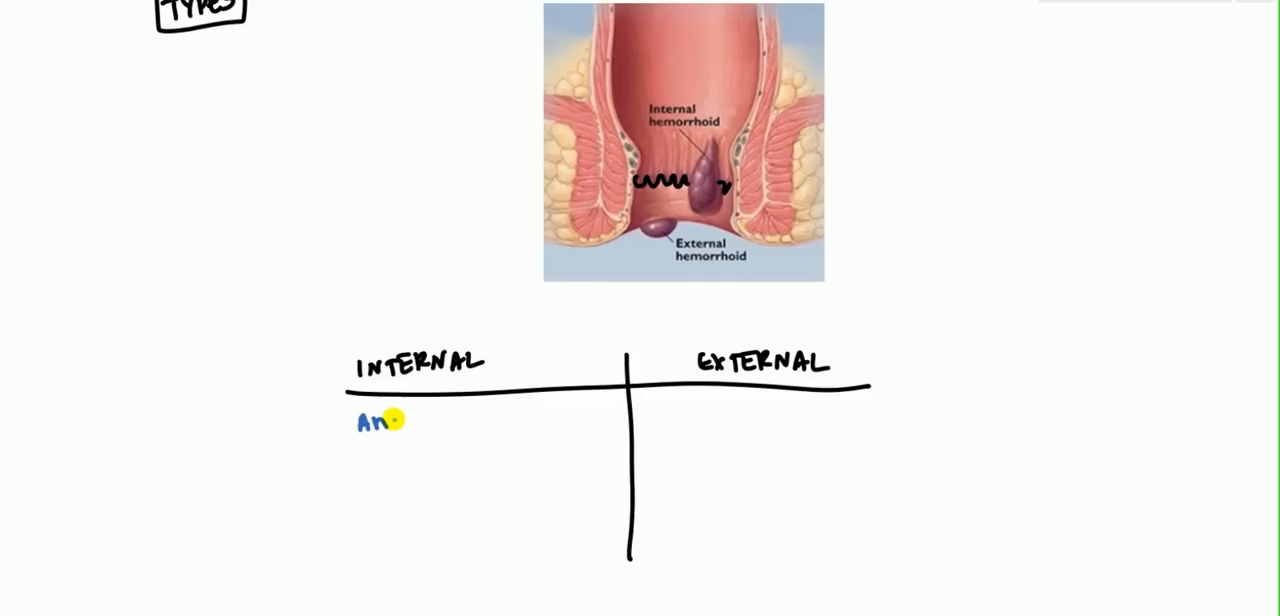 TYPES
Internal
hemorrhoid
External
hemorrhoid
INTERNAL
EXTERNAL
An